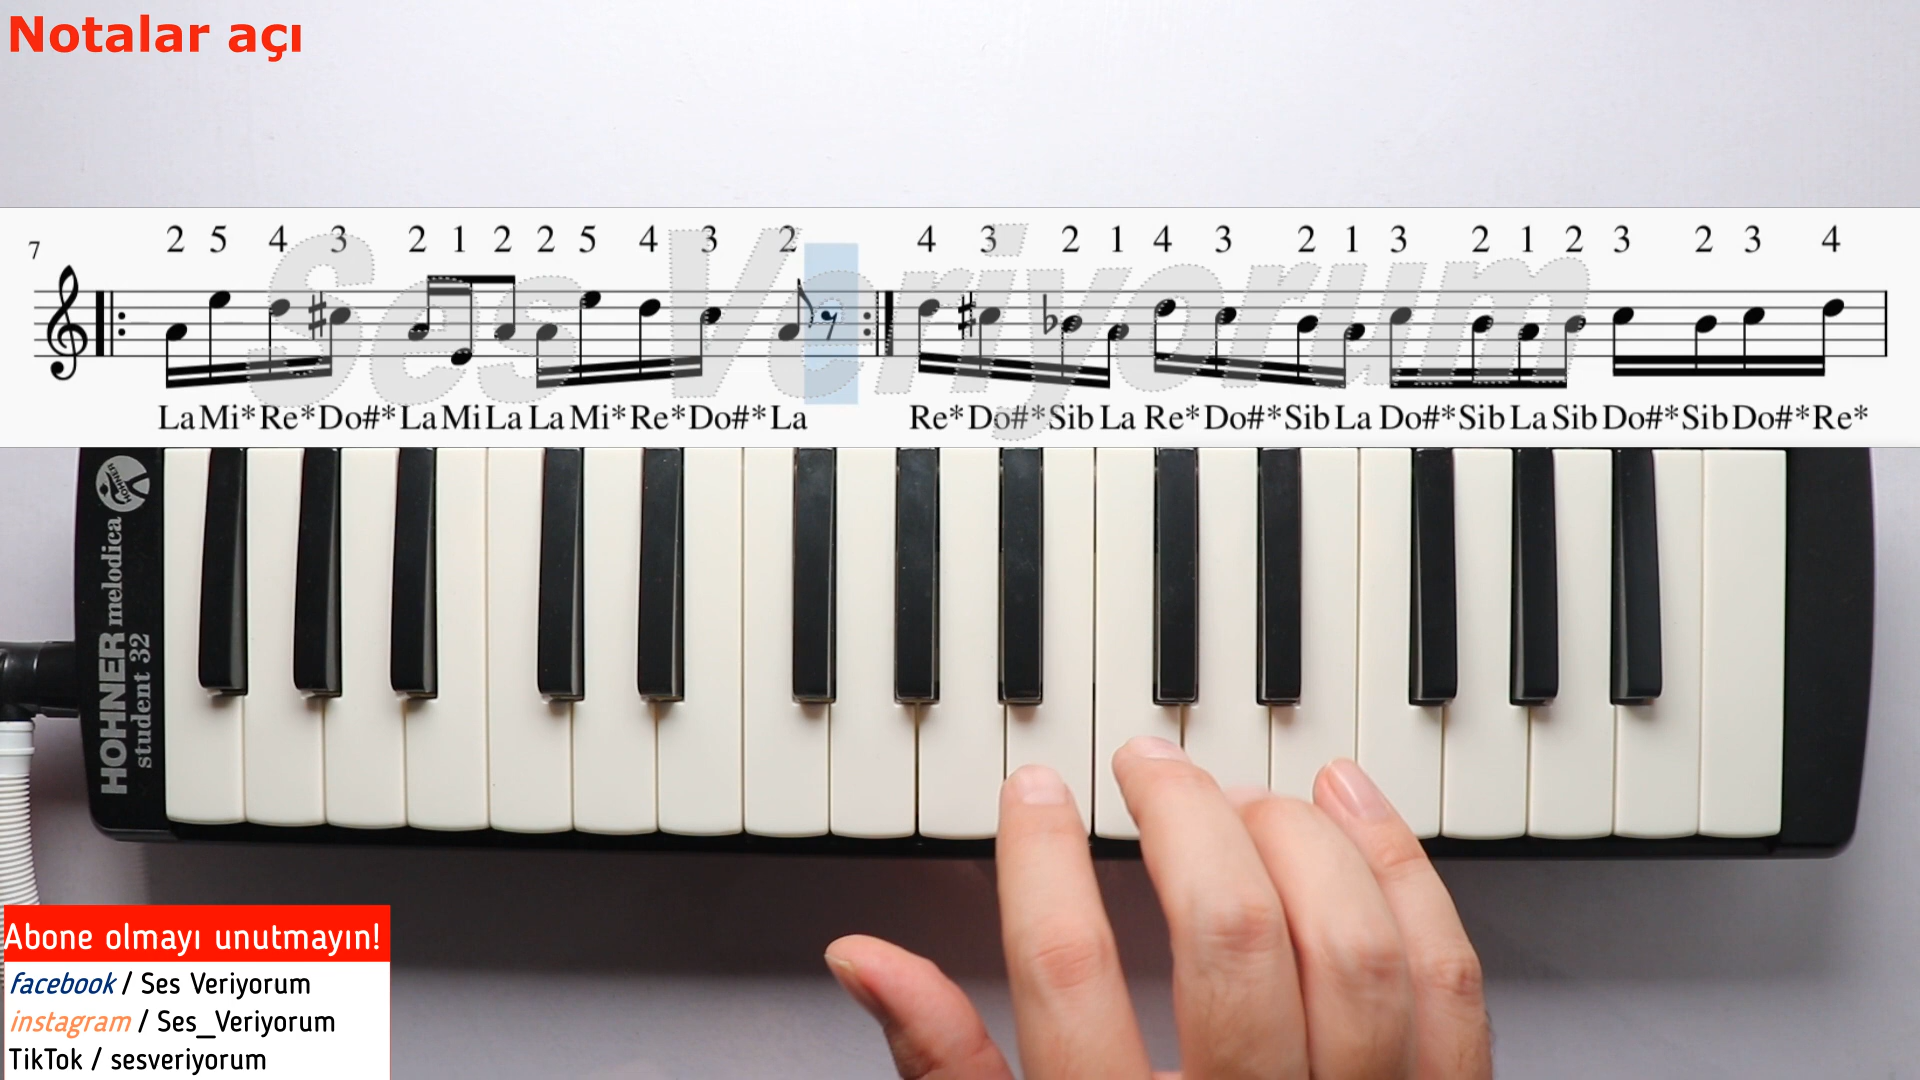 Notalar açı
Ses Veriyorum
2 5 4 3 2 1 2 2 5 4 3 2 4 3 2 1 4 3 2 1 3 2 1 2 3 2 3 4
7
La Mi* Re* Do#* La Mi La La Mi* Re* Do#* La Re* Do#* Sib La Re* Do#* Sib La Do#* Sib La Sib Do#* Sib Do#* Re*
HOHNER
HOHNER melodica
student 32
Abone olmayı unutmayın!
facebook / Ses Veriyorum
instagram / Ses_Veriyorum
TikTok / sesveriyorum